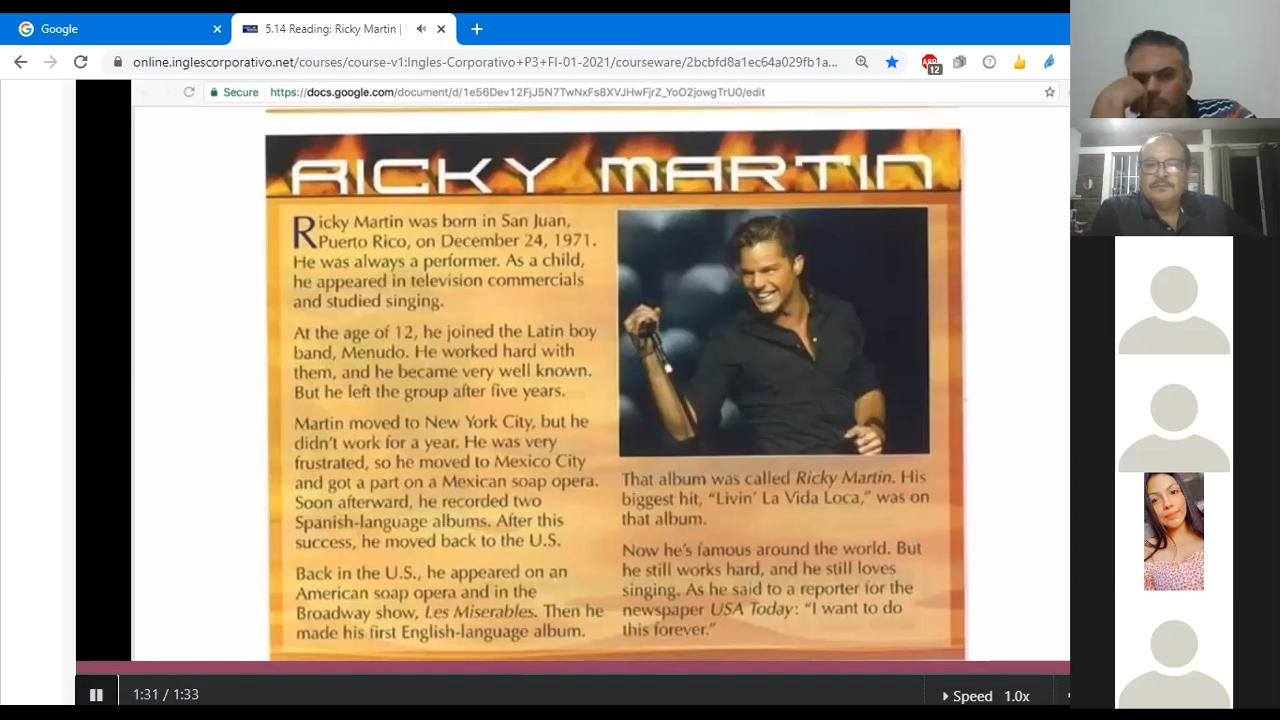 Google
5.14 Reading: Ricky Martin |
online.inglescorporativo.net/courses/course-v1:Ingles-Corporativo+P3+FI-01-2021/courseware/2bcbfd8a1ec64a029fb1a...
ABP
12
Secure https://docs.google.com/document/d/1e56Dev12FjJ5N7TwNxFs8XVJHwFjrZ_YoO2jowgTrU0/edit
RICKY MARTIN
Ricky Martin was born in San Juan,
Puerto Rico, on December 24, 1971.
He was always a performer. As a child,
he appeared in television commercials
and studied singing.
At the age of 12, he joined the Latin boy
band, Menudo. He worked hard with
them, and he became very well known.
But he left the group after five years.
Martin moved to New York City, but he
didn't work for a year. He was very
frustrated, so he moved to Mexico City
and got a part on a Mexican soap opera.
Soon afterward, he recorded two
Spanish-language albums. After this
success, he moved back to the U.S.
Back in the U.S., he appeared on an
American soap opera and in the
Broadway show, Les Miserables. Then he
made his first English-language album.
That album was called Ricky Martin. His
biggest hit, "Livin' La Vida Loca," was on
that album.
Now he's famous around the world. But
he still works hard, and he still loves
singing. As he said to a reporter for the
newspaper USA Today: "I want to do
this forever."
1:31 / 1:33
Speed 1.0x